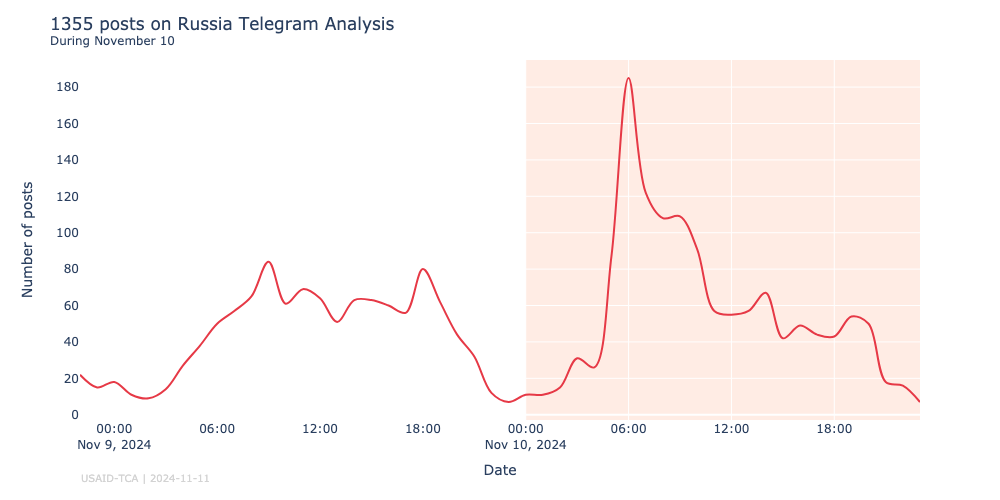 1355 posts on Russia Telegram Analysis
During November 10
Number of posts
180
160
140
120
100
80
60
40
20
0
00:00 06:00 12:00 18:00 00:00 06:00 12:00 18:00
Nov 9, 2024 Nov 10, 2024
Date
USAID-TCA | 2024-11-11